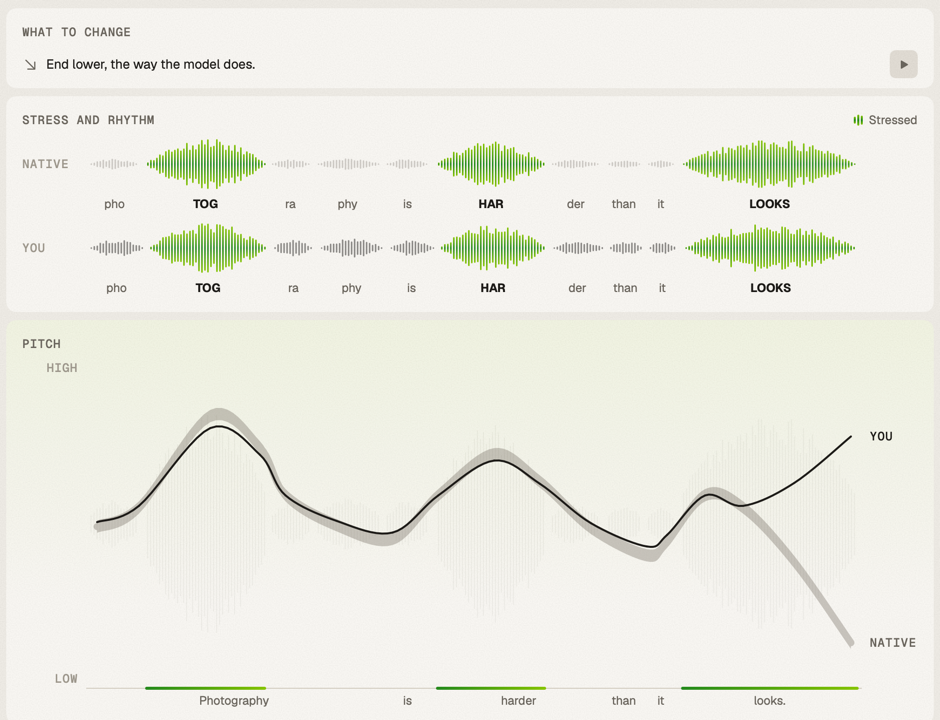 WHAT TO CHANGE
End lower, the way the model does.
STRESS AND RHYTHM
Stressed
NATIVE
pho TOG ra phy is HAR der than it LOOKS
YOU
pho TOG ra phy is HAR der than it LOOKS
PITCH
HIGH
YOU
NATIVE
LOW
Photography is harder than it looks.